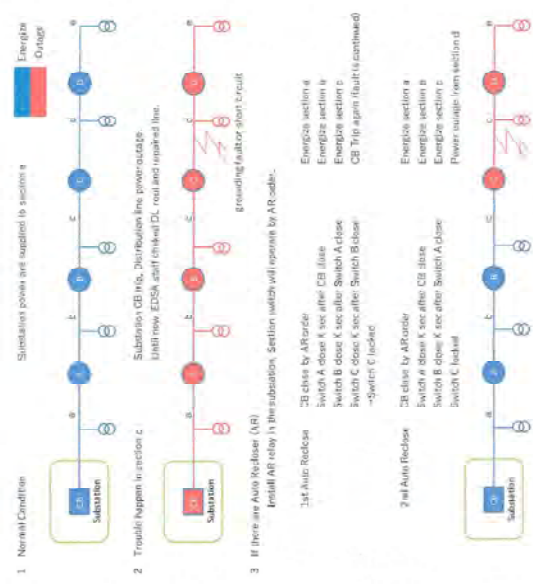 Energize
Outage
1 Normal Condition
Substation power are supplied to section e
CB
Substation
a
A
b
B
c
C
D
e
2 Trouble happen in section c
Substation CB trip, Distribution line power outage
Until now, EDSA staff cheked DL road and repaired line.
Substation
a
b
c
e
grounding fault or short circuit
3 If there are Auto Recloser (AR)
Install AR relay in the substation. Section switch will operate by AR order.
1st Auto Reclose
CB close by AR order
Energize section a
Switch A close K sec after CB close
Energize section b
Switch B close K sec after Switch A close
Energize section c
Switch C close K sec after Switch B close
CB Trip again (fault is continued)
→Switch C locked
2nd Auto Reclose
CB close by AR order
Energize section a
Switch A close K sec after CB close
Energize section b
Switch B close K sec after Switch A close
Energize section c
Switch C locked
Power outage from section d
Substation
a
b
c
e